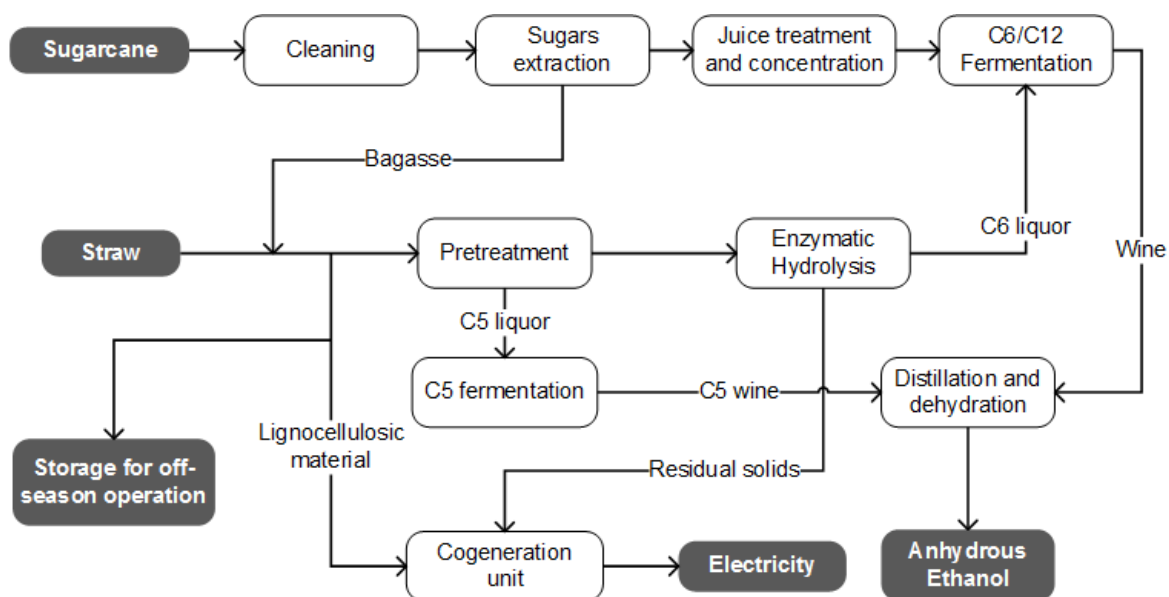 Sugarcane
Cleaning
Sugars
extraction
Juice treatment
and concentration
C6/C12
Fermentation
Bagasse
Straw
Pretreatment
Enzymatic
Hydrolysis
C6 liquor
Wine
C5 liquor
C5 fermentation
C5 wine
Distillation and
dehydration
Lignocellulosic
material
Storage for off-
season operation
Residual solids
Cogeneration
unit
Electricity
Anhydrous
Ethanol